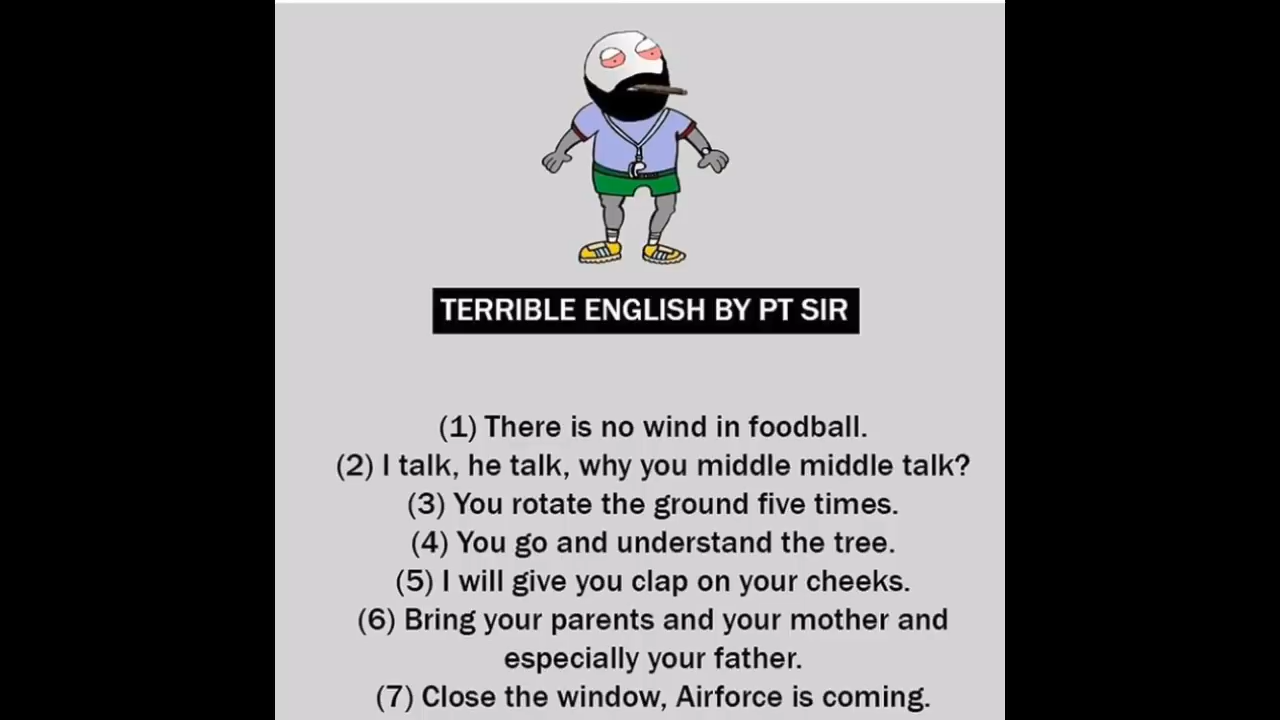 TERRIBLE ENGLISH BY PT SIR
(1) There is no wind in foodball.
(2) I talk, he talk, why you middle middle talk?
(3) You rotate the ground five times.
(4) You go and understand the tree.
(5) I will give you clap on your cheeks.
(6) Bring your parents and your mother and
especially your father.
(7) Close the window, Airforce is coming.